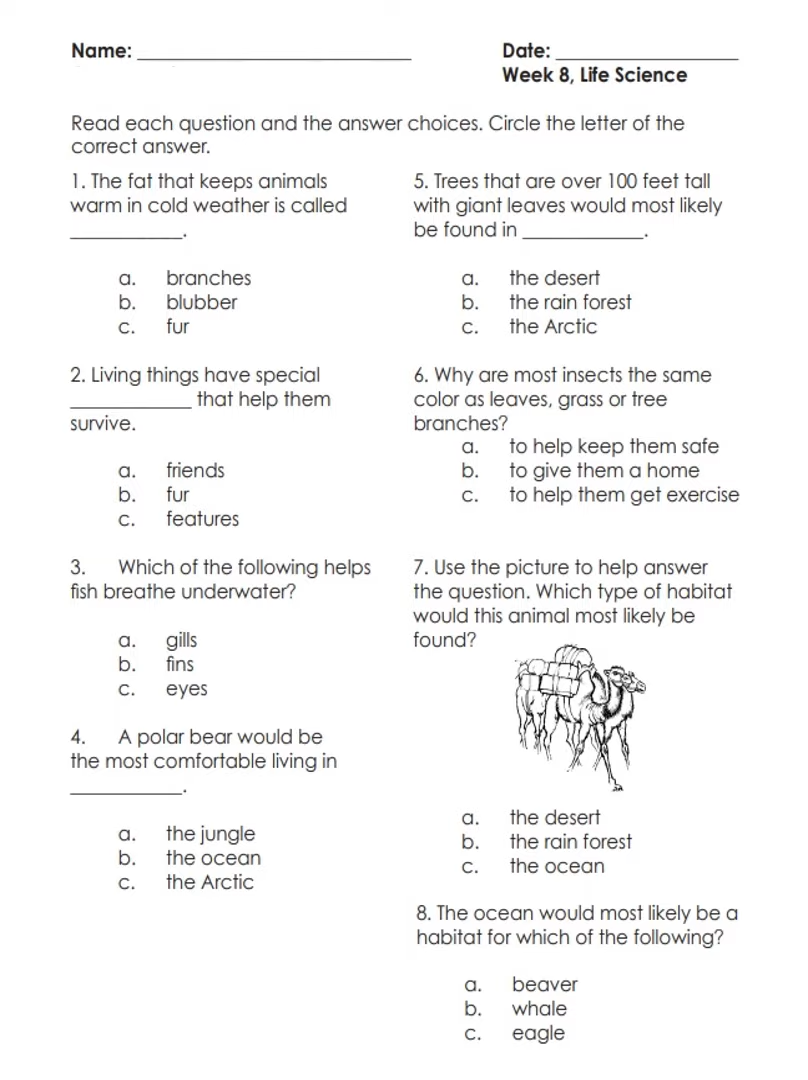 Name: ____________________________
Date: ____________________
Week 8, Life Science
Read each question and the answer choices. Circle the letter of the
correct answer.
1. The fat that keeps animals
warm in cold weather is called
___________.
a. branches
b. blubber
c. fur
2. Living things have special
____________ that help them
survive.
a. friends
b. fur
c. features
3. Which of the following helps
fish breathe underwater?
a. gills
b. fins
c. eyes
4. A polar bear would be
the most comfortable living in
___________.
a. the jungle
b. the ocean
c. the Arctic
5. Trees that are over 100 feet tall
with giant leaves would most likely
be found in ____________.
a. the desert
b. the rain forest
c. the Arctic
6. Why are most insects the same
color as leaves, grass or tree
branches?
a. to help keep them safe
b. to give them a home
c. to help them get exercise
7. Use the picture to help answer
the question. Which type of habitat
would this animal most likely be
found?
a. the desert
b. the rain forest
c. the ocean
8. The ocean would most likely be a
habitat for which of the following?
a. beaver
b. whale
c. eagle